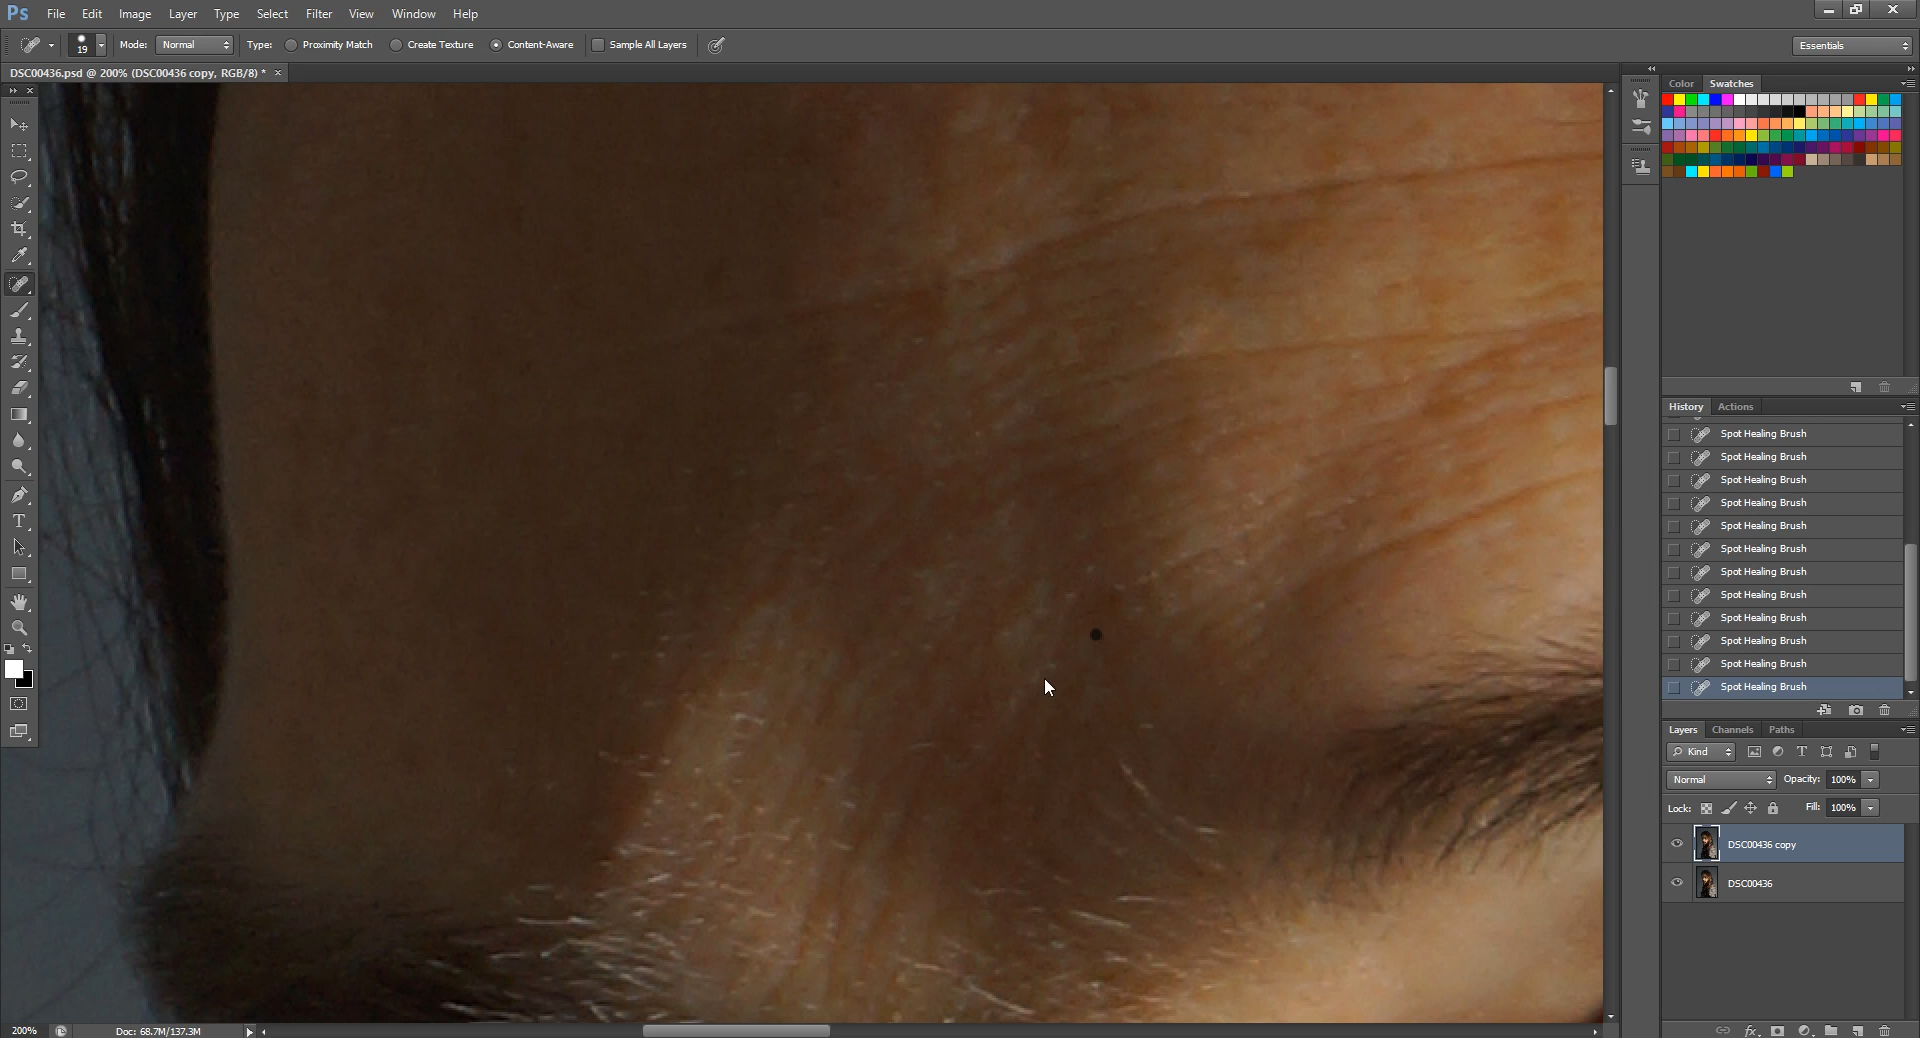 Ps File Edit Image Layer Type Select Filter View Window Help
19 Mode: Normal Type: Proximity Match Create Texture Content-Aware Sample All Layers Essentials
DSC00436.psd @ 200% (DSC00436 copy, RGB/8) * ×
Color Swatches
History Actions
Spot Healing Brush
Spot Healing Brush
Spot Healing Brush
Spot Healing Brush
Spot Healing Brush
Spot Healing Brush
Spot Healing Brush
Spot Healing Brush
Spot Healing Brush
Spot Healing Brush
Spot Healing Brush
Spot Healing Brush
Layers Channels Paths
Kind
Normal Opacity: 100%
Lock: Fill: 100%
DSC00436 copy
DSC00436
200% Doc: 68.7M/137.3M